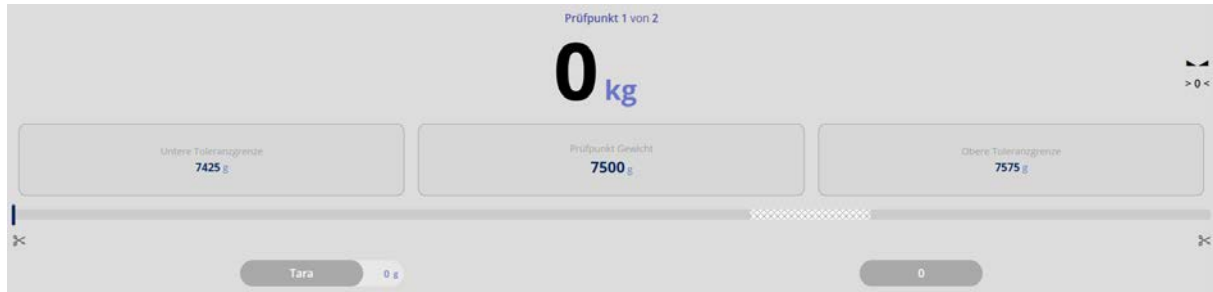 Prüfpunkt 1 von 2
0 kg
> 0 <
Untere Toleranzgrenze
7425 g
Prüfpunkt Gewicht
7500 g
Obere Toleranzgrenze
7575 g
Tara 0 g
0